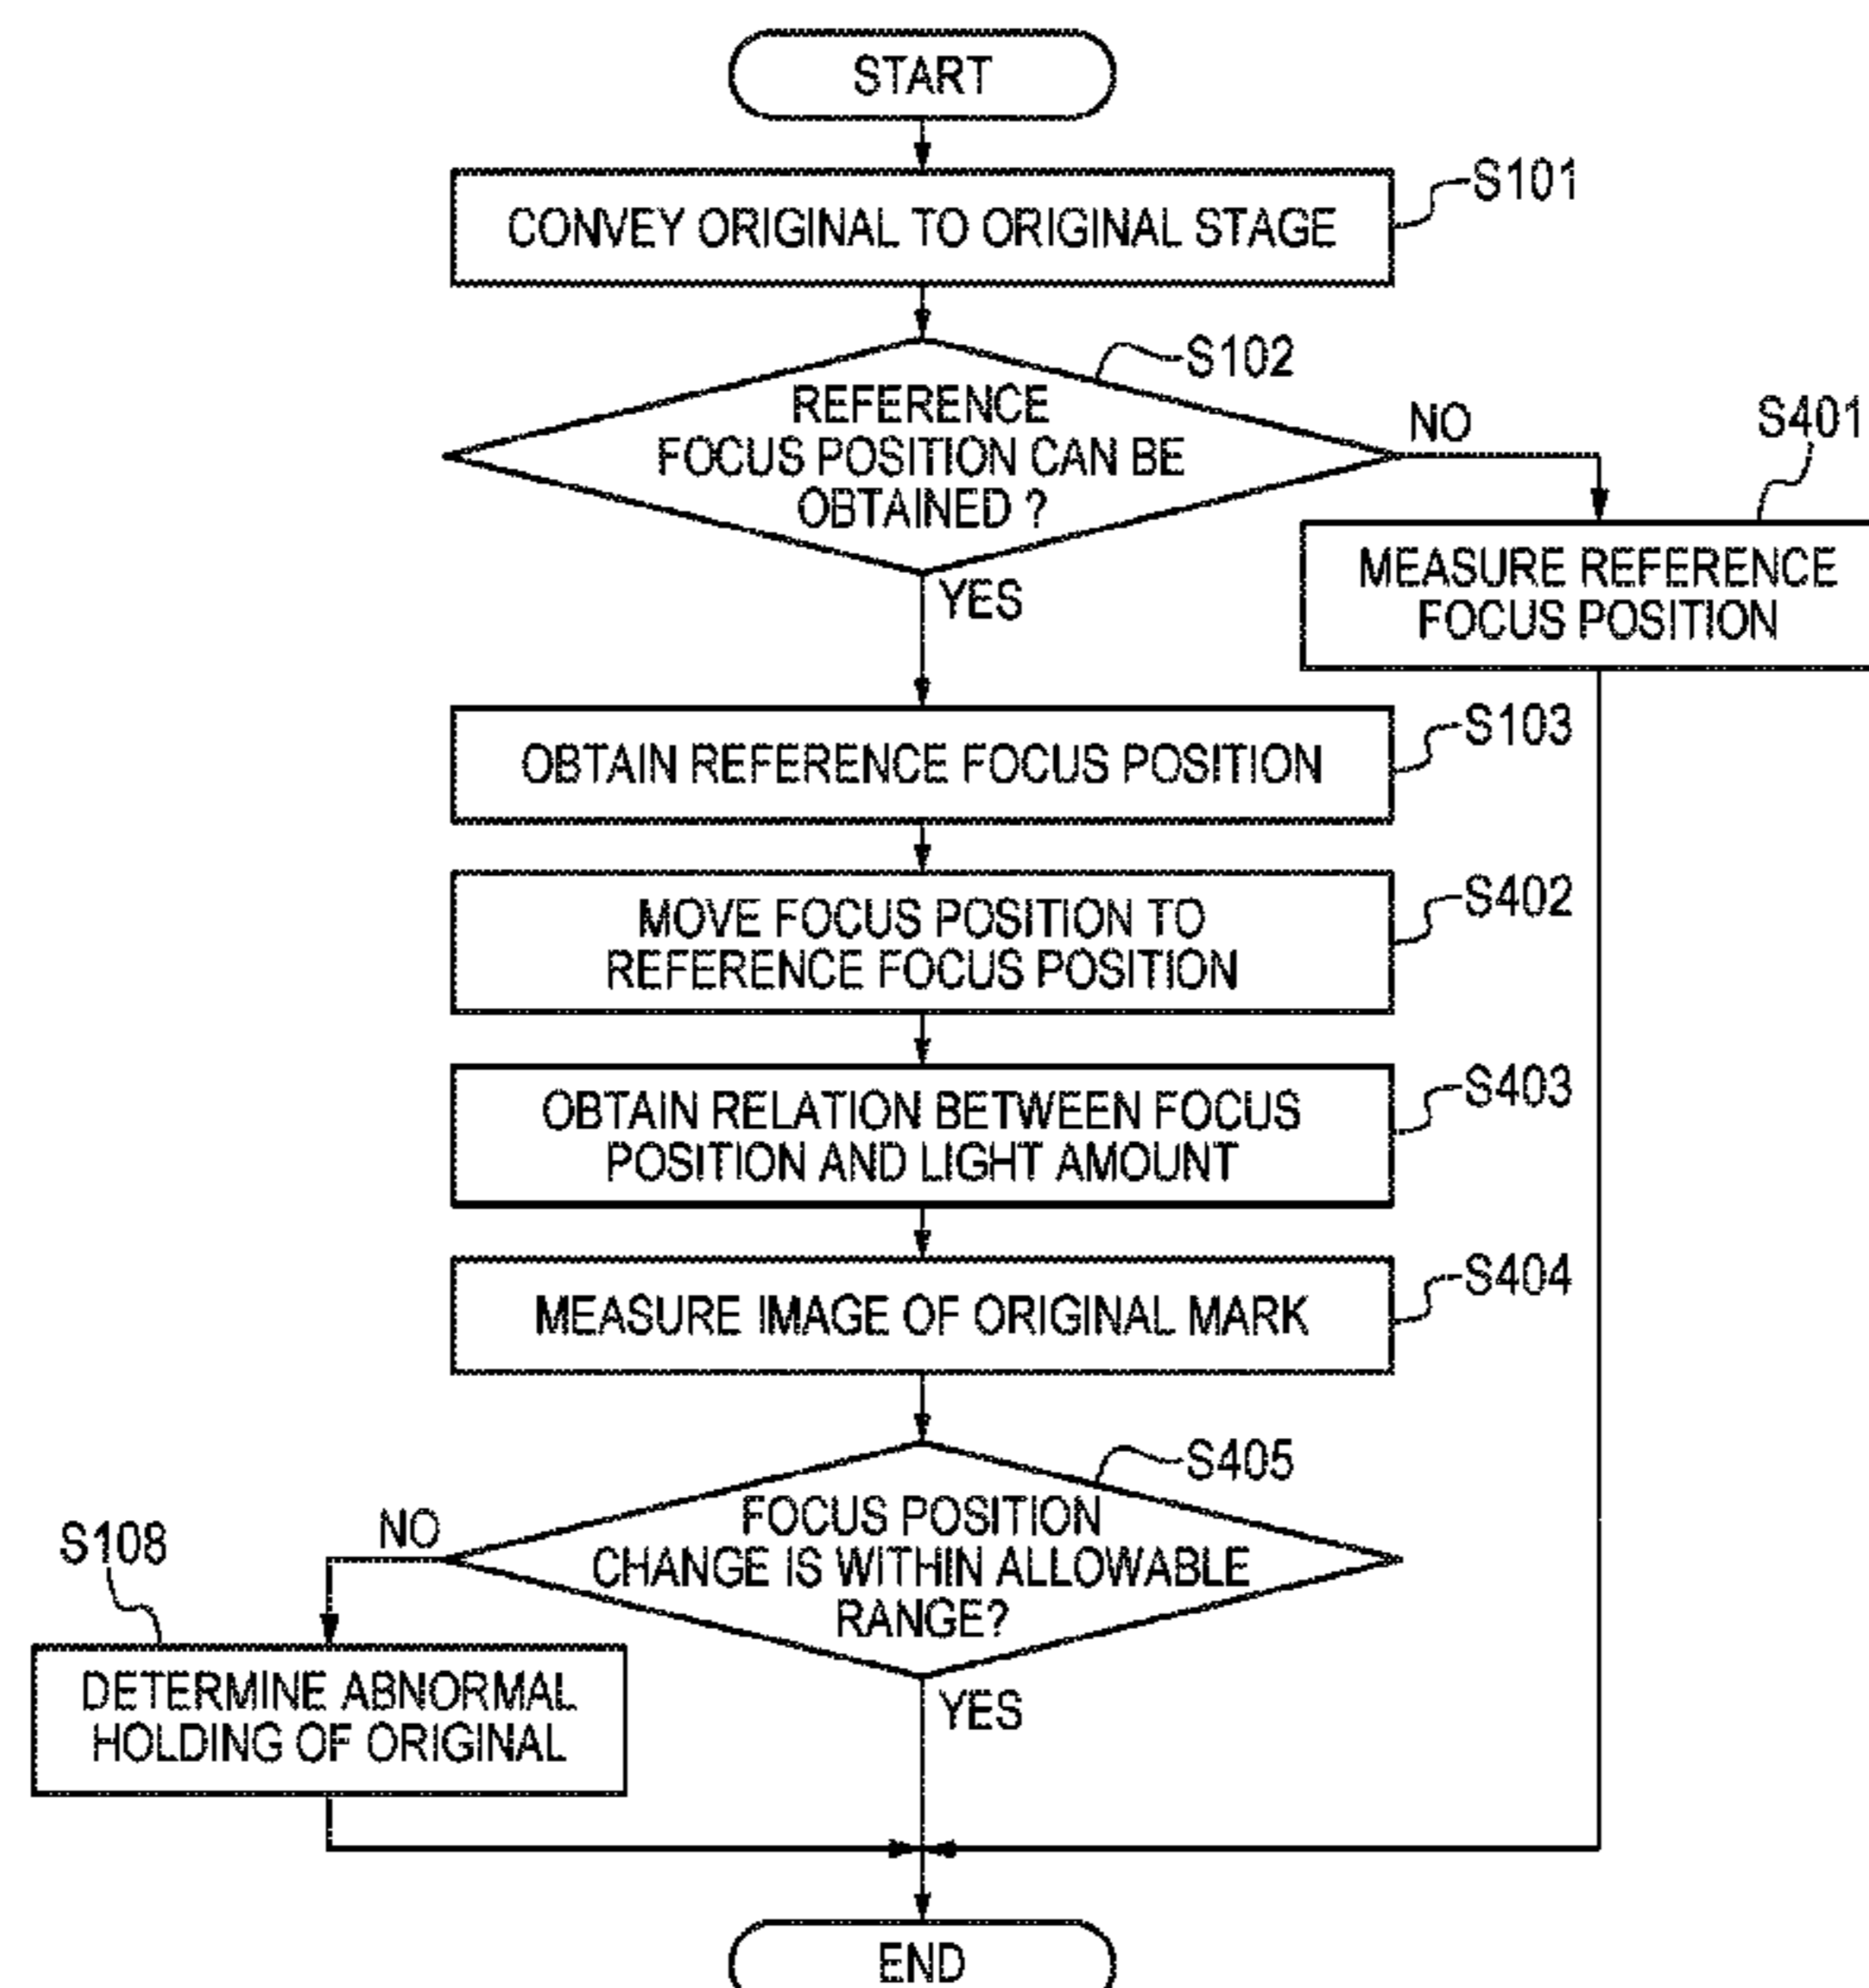 START
CONVEY ORIGINAL TO ORIGINAL STAGE
S101
S102
REFERENCE
FOCUS POSITION CAN BE
OBTAINED ?
NO
S401
MEASURE REFERENCE
FOCUS POSITION
YES
OBTAIN REFERENCE FOCUS POSITION
S103
MOVE FOCUS POSITION TO
REFERENCE FOCUS POSITION
S402
OBTAIN RELATION BETWEEN FOCUS
POSITION AND LIGHT AMOUNT
S403
MEASURE IMAGE OF ORIGINAL MARK
S404
S405
FOCUS POSITION
CHANGE IS WITHIN ALLOWABLE
RANGE?
NO
S108
DETERMINE ABNORMAL
HOLDING OF ORIGINAL
YES
END